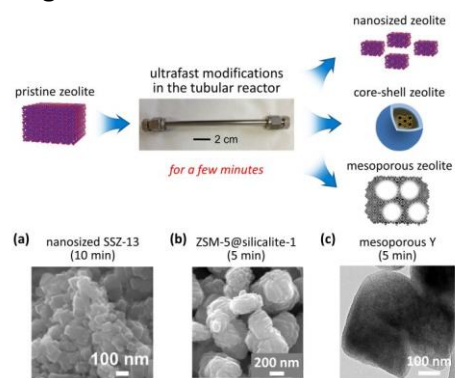 nanosized zeolite
ultrafast modifications
in the tubular reactor
pristine zeolite
core-shell zeolite
2 cm
for a few minutes
mesoporous zeolite
(a) nanosized SSZ-13
(10 min)
(b) ZSM-5@silicalite-1
(5 min)
(c) mesoporous Y
(5 min)
100 nm
200 nm
100 nm